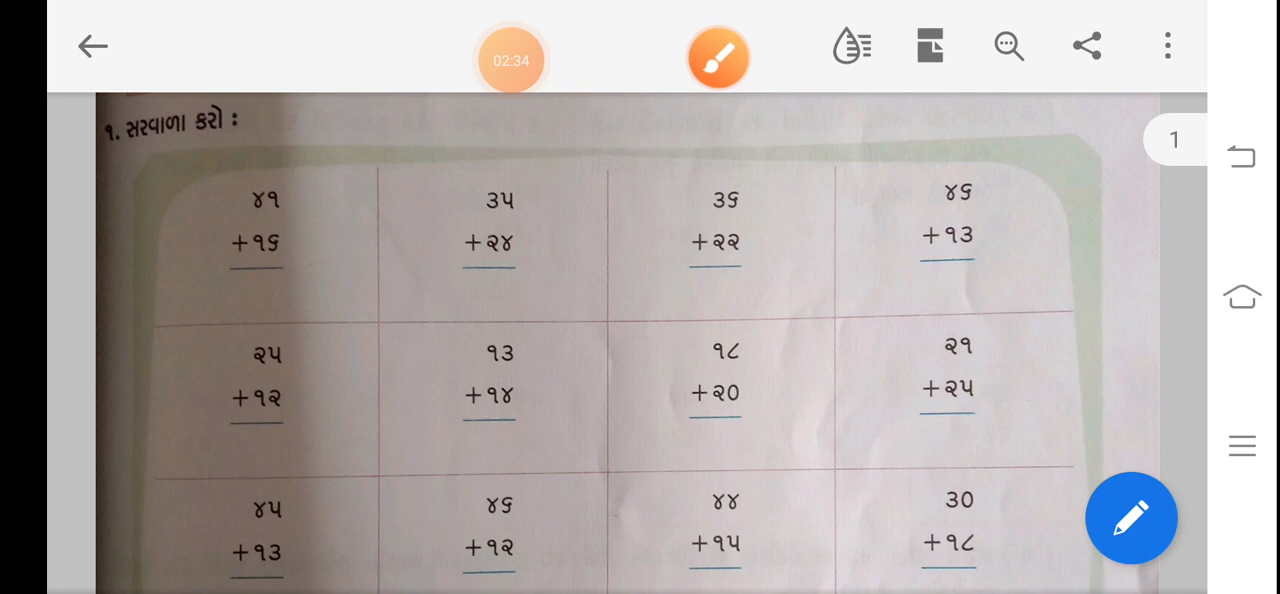 02:34
1
૧. સરવાળા કરો :
૪૧ ૩૫ ૩૬ ૪૬
+૧૬ +૨૪ +૨૨ +૧૩
૨૫ ૧૩ ૧૮ ૨૧
+૧૨ +૧૪ +૨૦ +૨૫
૪૫ ૪૬ ૪૪ ૩૦
+૧૩ +૧૨ +૧૫ +૧૮